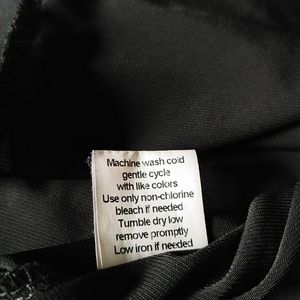 Machine wash cold
gentle cycle
with like colors
Use only non-chlorine
bleach if needed
Tumble dry low
remove promptly
Low iron if needed